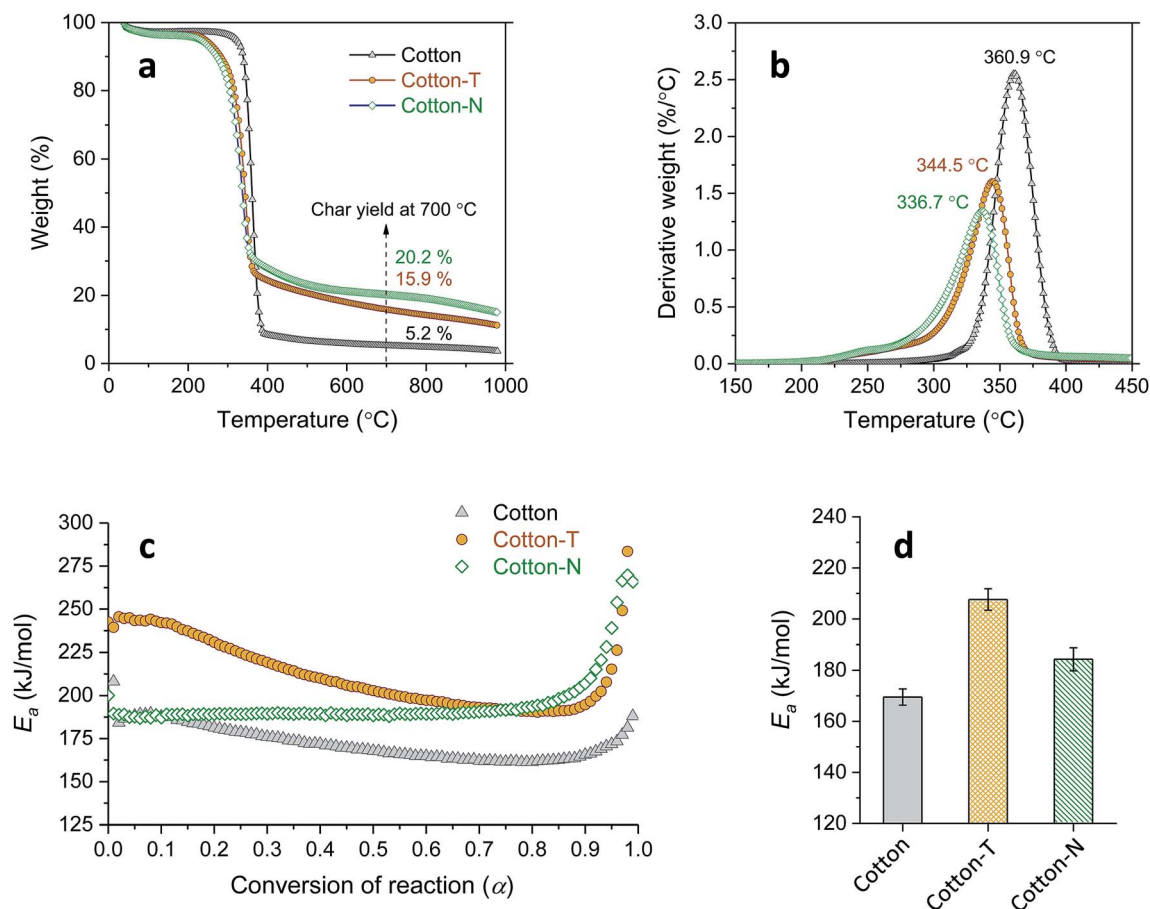 a
Cotton
Cotton-T
Cotton-N
Char yield at 700 °C
20.2 %
15.9 %
5.2 %
100
80
60
40
20
0
Weight (%)
0 200 400 600 800 1000
Temperature (°C)
b
360.9 °C
344.5 °C
336.7 °C
3.0
2.5
2.0
1.5
1.0
0.5
0.0
Derivative weight (%/°C)
150 200 250 300 350 400 450
Temperature (°C)
c
Cotton
Cotton-T
Cotton-N
300
275
250
225
200
175
150
125
Ea (kJ/mol)
0.0 0.1 0.2 0.3 0.4 0.5 0.6 0.7 0.8 0.9 1.0
Conversion of reaction (α)
d
240
220
200
180
160
140
120
Ea (kJ/mol)
Cotton
Cotton-T
Cotton-N